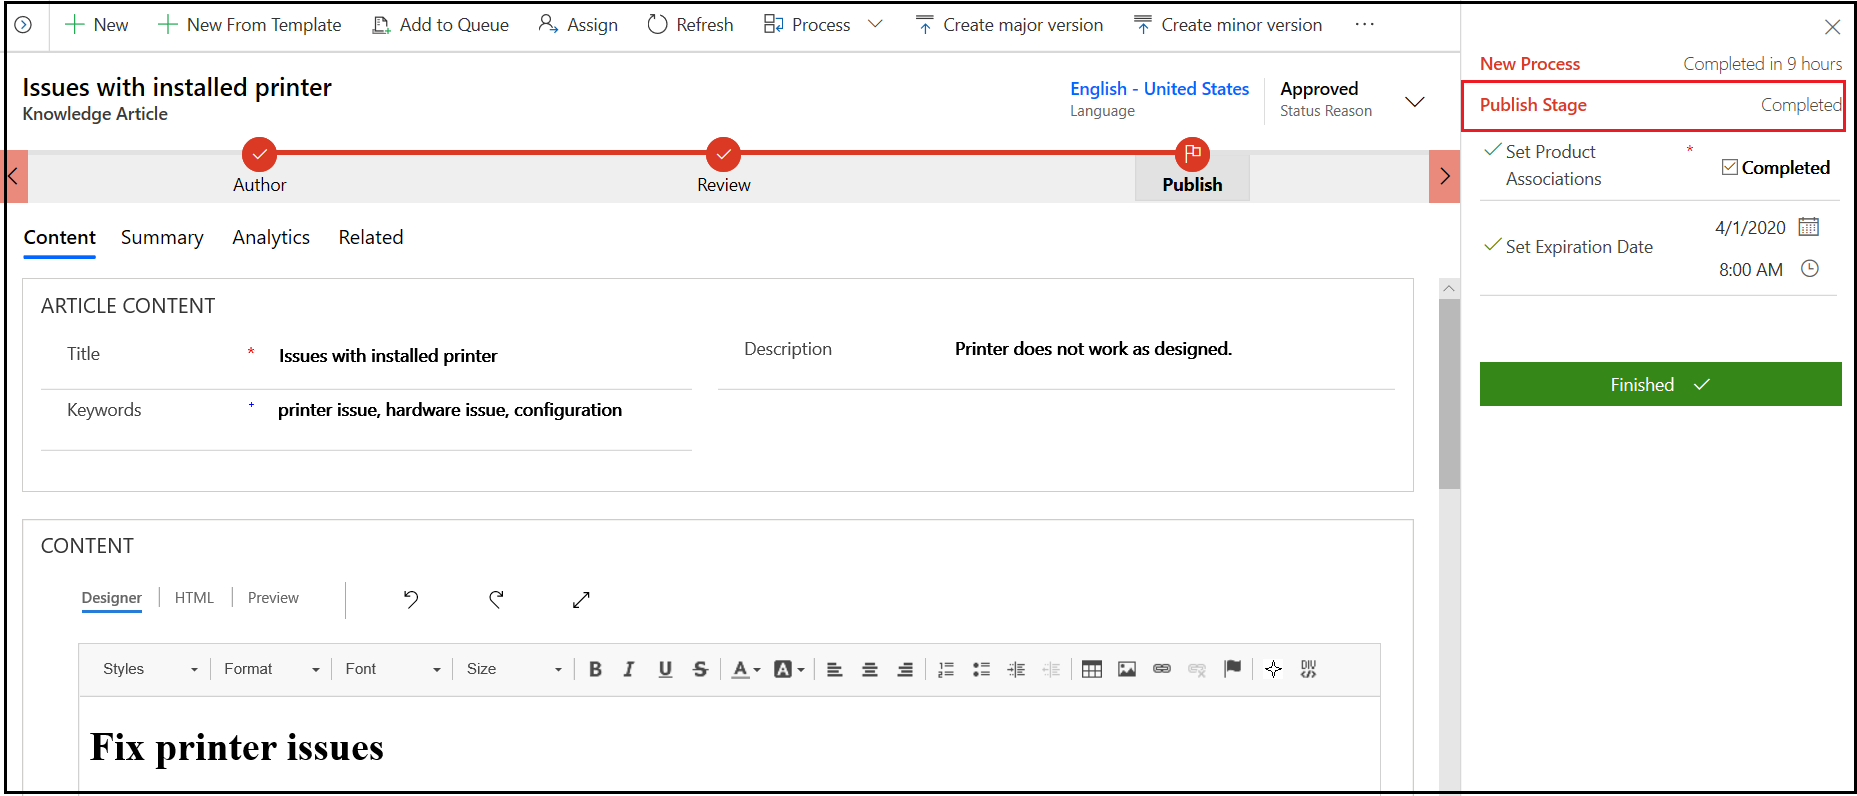 New
New From Template
Add to Queue
Assign
Refresh
Process
Create major version
Create minor version
Issues with installed printer
Knowledge Article
English - United States
Language
Approved
Status Reason
Author
Review
Publish
Content
Summary
Analytics
Related
ARTICLE CONTENT
Title * Issues with installed printer
Description Printer does not work as designed.
Keywords + printer issue, hardware issue, configuration
CONTENT
Designer
HTML
Preview
Styles
Format
Font
Size
B I U S A A
DIV
Fix printer issues
New Process Completed in 9 hours
Publish Stage Completed
Set Product *
Associations
Completed
Set Expiration Date
4/1/2020
8:00 AM
Finished